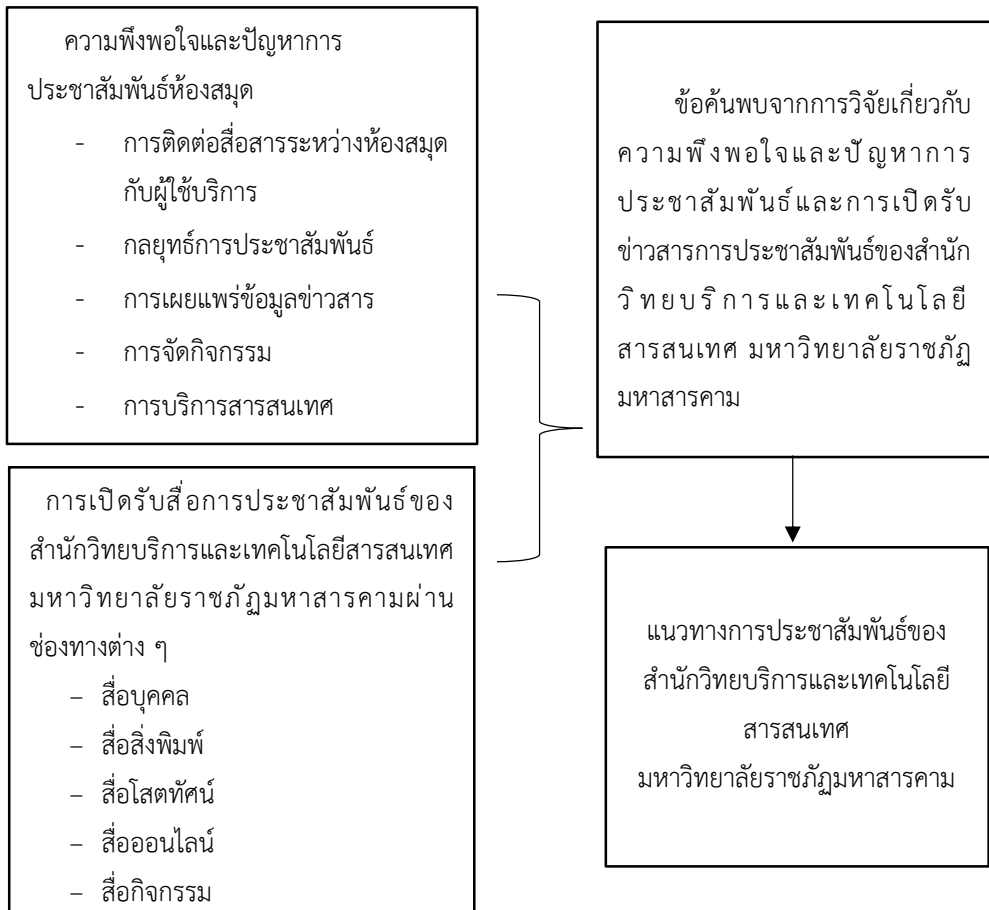 ความพึงพอใจและปัญหาการ
ประชาสัมพันธ์ห้องสมุด
- การติดต่อสื่อสารระหว่างห้องสมุด
กับผู้ใช้บริการ
- กลยุทธ์การประชาสัมพันธ์
- การเผยแพร่ข้อมูลข่าวสาร
- การจัดกิจกรรม
- การบริการสารสนเทศ
การเปิดรับสื่อการประชาสัมพันธ์ของ
สำนักวิทยบริการและเทคโนโลยีสารสนเทศ
มหาวิทยาลัยราชภัฏมหาสารคามผ่าน
ช่องทางต่าง ๆ
– สื่อบุคคล
– สื่อสิ่งพิมพ์
– สื่อโสตทัศน์
– สื่อออนไลน์
– สื่อกิจกรรม
ข้อค้นพบจากการวิจัยเกี่ยวกับ
ความพึงพอใจและปัญหาการ
ประชาสัมพันธ์และการเปิดรับ
ข่าวสารการประชาสัมพันธ์ของสำนัก
วิทยบริการและเทคโนโลยี
สารสนเทศ มหาวิทยาลัยราชภัฏ
มหาสารคาม
แนวทางการประชาสัมพันธ์ของ
สำนักวิทยบริการและเทคโนโลยี
สารสนเทศ
มหาวิทยาลัยราชภัฏมหาสารคาม